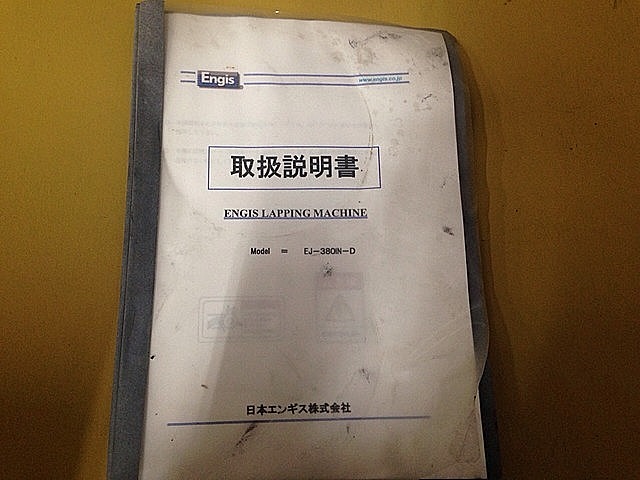 Engis
www.engis.co.jp
取扱説明書
ENGIS LAPPING MACHINE
Model = EJ-380IN-D
日本エンギス株式会社